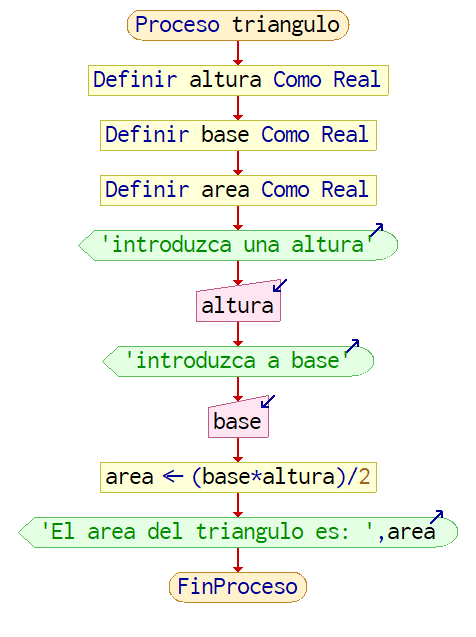 Proceso triangulo
Definir altura Como Real
Definir base Como Real
Definir area Como Real
'introduzca una altura'
altura
'introduzca a base'
base
area ← (base*altura)/2
'El area del triangulo es: ',area
FinProceso